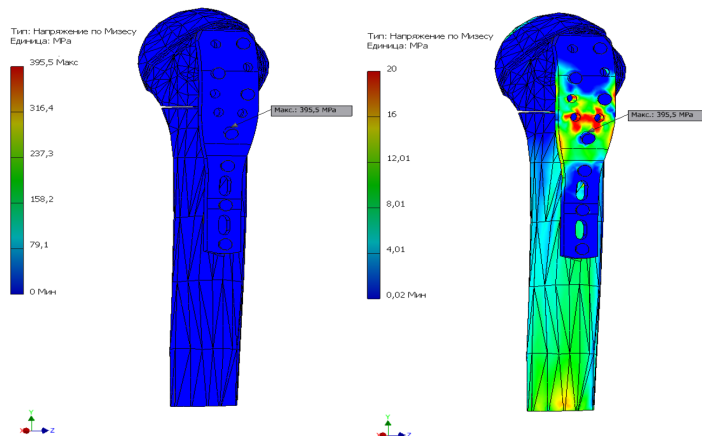 Тип: Напряжение по Мизесу
Единица: MPa
395,5 Макс
316,4
237,3
158,2
79,1
0 Мин
Макс.: 395,5 MPa
Y
X
Z
Тип: Напряжение по Мизесу
Единица: MPa
20
16
12,01
8,01
4,01
0,02 Мин
Макс.: 395,5 MPa
Y
X
Z